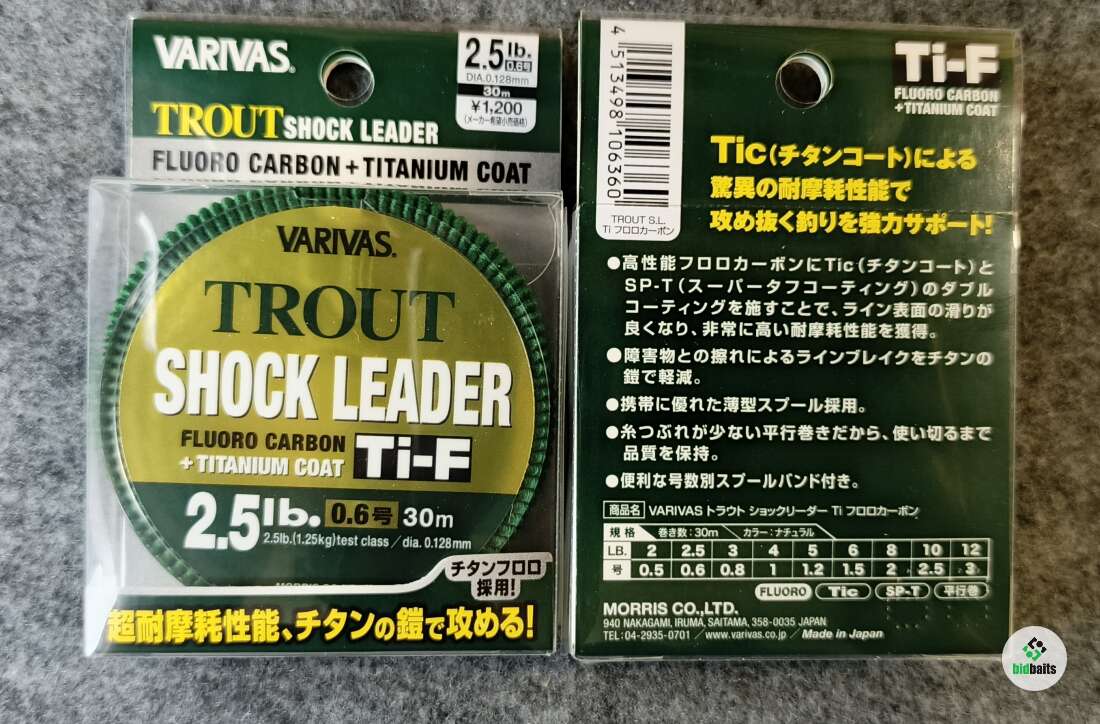 VARIVAS®
2.5lb.
0.6号
DIA.0.128mm
30m
¥1,200
(メーカー希望小売価格)
TROUT SHOCK LEADER
FLUORO CARBON + TITANIUM COAT
VARIVAS®
TROUT
SHOCK LEADER
FLUORO CARBON
+ TITANIUM COAT Ti-F
2.5lb. 0.6号 30m
2.5lb.(1.25kg)test class / dia. 0.128mm
チタンフロロ
採用!
超耐摩耗性能、チタンの鎧で攻める!
4 513498 106360
TROUT S.L.
Ti フロロカーボン
Ti-F
FLUORO CARBON
+TITANIUM COAT
Tic(チタンコート)による
驚異の耐摩耗性能で
攻め抜く釣りを強力サポート!
●高性能フロロカーボンにTic(チタンコート)と
SP-T(スーパータフコーティング)のダブル
コーティングを施すことで、ライン表面の滑りが
良くなり、非常に高い耐摩耗性能を獲得。
●障害物との擦れによるラインブレイクをチタンの
鎧で軽減。
●携帯に優れた薄型スプール採用。
●糸つぶれが少ない平行巻きだから、使い切るまで
品質を保持。
●便利な号数別スプールバンド付き。
商品名 VARIVAS トラウト ショックリーダー Ti フロロカーボン
規格 巻き数:30m カラー:ナチュラル
LB. 2 2.5 3 4 5 6 8 10 12
号 0.5 0.6 0.8 1 1.2 1.5 2 2.5 3
FLUORO Tic SP-T 平行巻
MORRIS CO.,LTD.
940 NAKAGAMI, IRUMA, SAITAMA, 358-0035 JAPAN
TEL:04-2935-0701 / www.varivas.co.jp / Made in Japan
bidbaits